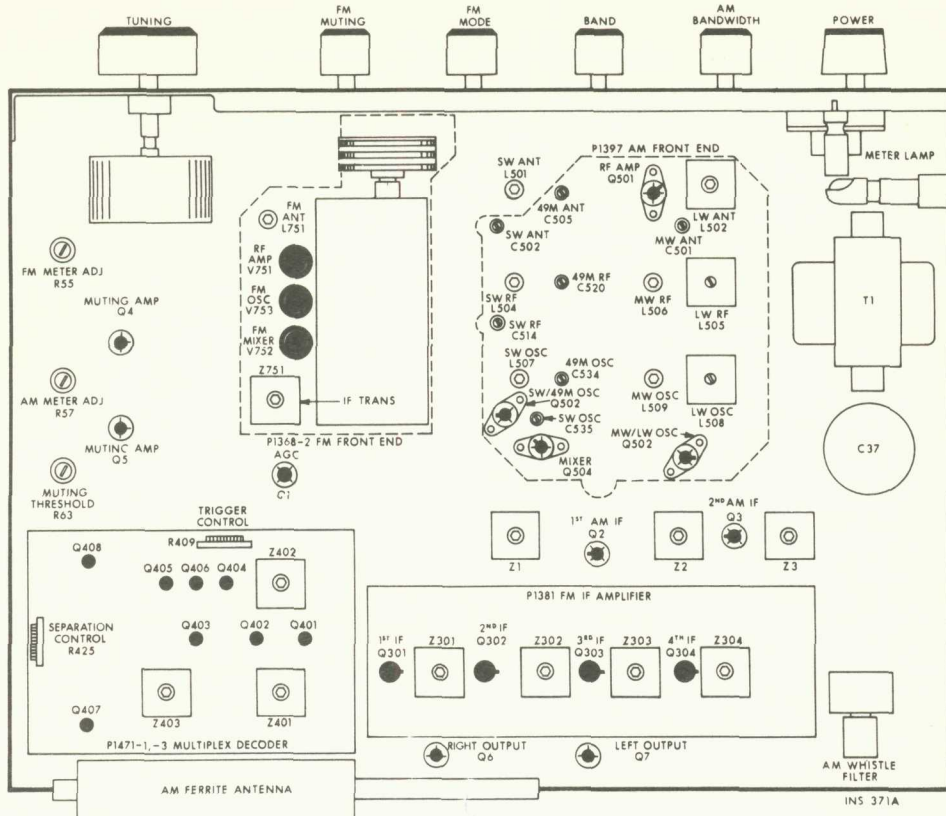 TUNING
FM
MUTING
FM
MODE
BAND
AM
BANDWIDTH
POWER
P1397 AM FRONT END
METER LAMP
RF AMP
Q501
SW ANT
L501
49M ANT
C505
LW ANT
L502
FM
ANT
L751
SW ANT
C502
MW ANT
C501
FM METER ADJ
R55
RF
AMP
V751
FM
OSC
V753
FM
MIXER
V752
MUTING AMP
Q4
SW RF
L504
49M RF
C520
MW RF
L506
LW RF
L505
T1
SW RF
C514
Z751
IF TRANS
AM METER ADJ
R57
SW OSC
L507
49M OSC
C534
MW OSC
L509
LW OSC
L508
SW/49M OSC
Q502
SW OSC
C535
MW/LW OSC
Q502
MIXER
Q504
C37
P1368-2 FM FRONT END
MUTINC AMP
Q5
AGC
Q1
MUTING
THRESHOLD
R63
TRIGGER
CONTROL
R409
Z1
1ST AM IF
Q2
Z2
2ND AM IF
Q3
Z3
Q408
Q405
Q406
Q404
Z402
SEPARATION
CONTROL
R425
Q403
Q402
Q401
Q407
Z403
Z401
P1471-1,-3 MULTIPLEX DECODER
P1381 FM IF AMPLIFIER
1ST IF
Q301
Z301
2ND IF
Q302
Z302
3RD IF
Q303
Z303
4TH IF
Q304
Z304
RIGHT OUTPUT
Q6
LEFT OUTPUT
Q7
AM WHISTLE
FILTER
AM FERRITE ANTENNA
INS 371A